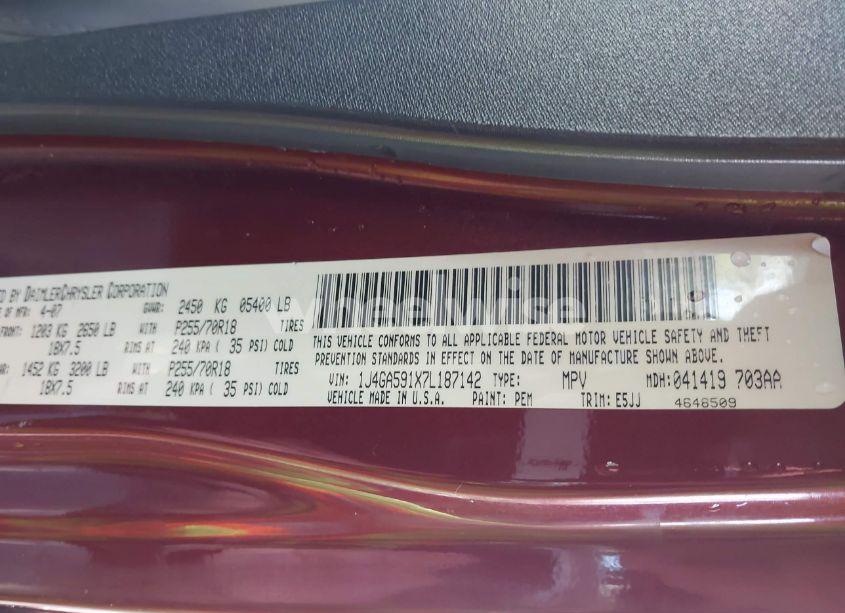 D BY DAIMLERCHRYSLER CORPORATION
OF MFR: 4-07 GVWR: 2450 KG 05400 LB
FRONT: 1203 KG 2650 LB WITH P255/70R18 TIRES
18X7.5 RIMS AT 240 KPA ( 35 PSI) COLD
1452 KG 3200 LB WITH P255/70R18 TIRES
18X7.5 RIMS AT 240 KPA ( 35 PSI) COLD
wheelwise
THIS VEHICLE CONFORMS TO ALL APPLICABLE FEDERAL MOTOR VEHICLE SAFETY AND THEFT
PREVENTION STANDARDS IN EFFECT ON THE DATE OF MANUFACTURE SHOWN ABOVE.
VIN: 1J4GA591X7L187142 TYPE: MPV MDH: 041419 703AA
VEHICLE MADE IN U.S.A. PAINT: PEM TRIM: E5JJ 4648509